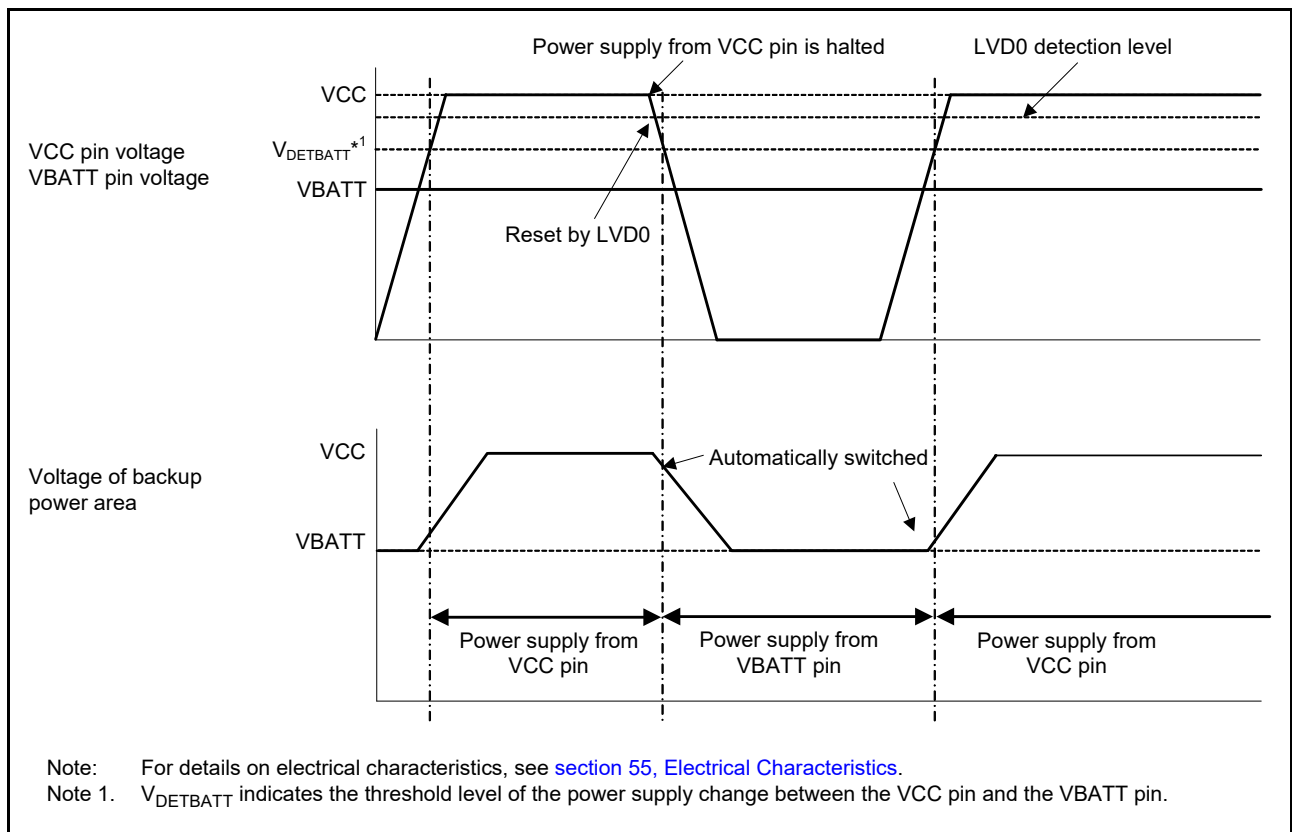 Power supply from VCC pin is halted
LVD0 detection level
VCC
VCC pin voltage
VBATT pin voltage
VDETBATT*1
VBATT
Reset by LVD0
VCC
Voltage of backup
power area
Automatically switched
VBATT
Power supply from
VCC pin
Power supply from
VBATT pin
Power supply from
VCC pin
Note: For details on electrical characteristics, see section 55, Electrical Characteristics.
Note 1. VDETBATT indicates the threshold level of the power supply change between the VCC pin and the VBATT pin.